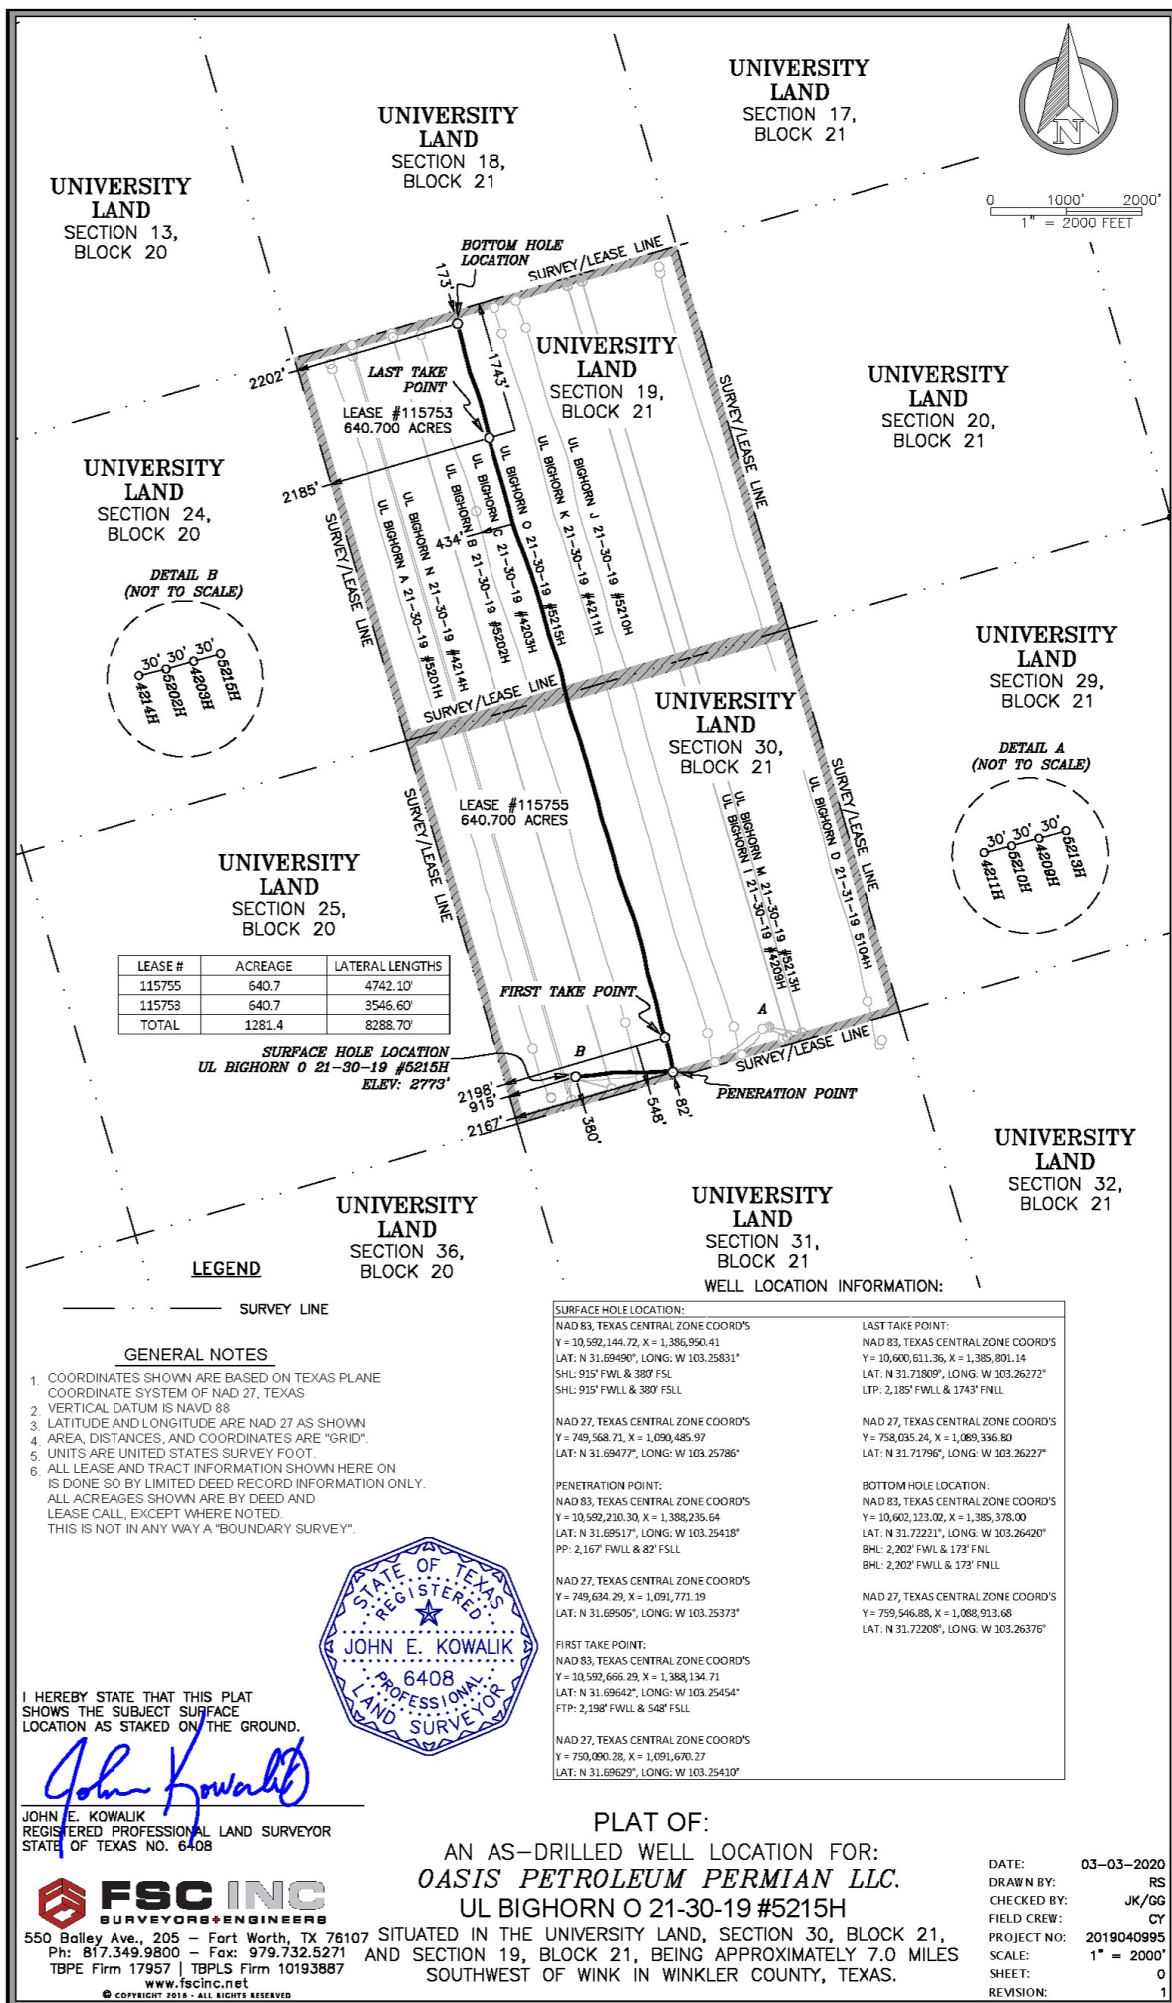 UNIVERSITY
LAND
SECTION 17,
BLOCK 21
UNIVERSITY
LAND
SECTION 18,
BLOCK 21
UNIVERSITY
LAND
SECTION 13,
BLOCK 20
N
0 1000' 2000'
1" = 2000 FEET
BOTTOM HOLE
LOCATION
173'
SURVEY/LEASE LINE
2202'
1743'
LAST TAKE
POINT
LEASE #115753
640.700 ACRES
UNIVERSITY
LAND
SECTION 19,
BLOCK 21
SURVEY/LEASE LINE
UNIVERSITY
LAND
SECTION 20,
BLOCK 21
UNIVERSITY
LAND
SECTION 24,
BLOCK 20
2185'
SURVEY/LEASE LINE
434'
UL BIGHORN A 21-30-19 #5201H
UL BIGHORN N 21-30-19 #4214H
UL BIGHORN B 21-30-19 #5202H
UL BIGHORN C 21-30-19 #4203H
UL BIGHORN O 21-30-19 #5215H
UL BIGHORN K 21-30-19 #4211H
UL BIGHORN J 21-30-19 #5210H
DETAIL B
(NOT TO SCALE)
30' 30' 30'
4214H
5202H
4203H
5215H
SURVEY/LEASE LINE
UNIVERSITY
LAND
SECTION 29,
BLOCK 21
UNIVERSITY
LAND
SECTION 30,
BLOCK 21
DETAIL A
(NOT TO SCALE)
30' 30' 30'
4211H
5210H
4209H
5213H
LEASE #115755
640.700 ACRES
SURVEY/LEASE LINE
SURVEY/LEASE LINE
UL BIGHORN M 21-30-19 #5213H
UL BIGHORN I 21-30-19 #4209H
UL BIGHORN D 21-31-19 5104H
UNIVERSITY
LAND
SECTION 25,
BLOCK 20
LEASE # ACREAGE LATERAL LENGTHS
115755 640.7 4742.10'
115753 640.7 3546.60'
TOTAL 1281.4 8288.70'
FIRST TAKE POINT
A
B
SURVEY/LEASE LINE
SURFACE HOLE LOCATION
UL BIGHORN O 21-30-19 #5215H
ELEV: 2773'
2198'
915'
2167'
380'
548'
82'
PENERATION POINT
UNIVERSITY
LAND
SECTION 32,
BLOCK 21
UNIVERSITY
LAND
SECTION 36,
BLOCK 20
UNIVERSITY
LAND
SECTION 31,
BLOCK 21
LEGEND
SURVEY LINE
GENERAL NOTES
1. COORDINATES SHOWN ARE BASED ON TEXAS PLANE
COORDINATE SYSTEM OF NAD 27, TEXAS
2. VERTICAL DATUM IS NAVD 88
3. LATITUDE AND LONGITUDE ARE NAD 27 AS SHOWN
4. AREA, DISTANCES, AND COORDINATES ARE "GRID".
5. UNITS ARE UNITED STATES SURVEY FOOT.
6. ALL LEASE AND TRACT INFORMATION SHOWN HERE ON
IS DONE SO BY LIMITED DEED RECORD INFORMATION ONLY.
ALL ACREAGES SHOWN ARE BY DEED AND
LEASE CALL, EXCEPT WHERE NOTED.
THIS IS NOT IN ANY WAY A "BOUNDARY SURVEY".
WELL LOCATION INFORMATION:
SURFACE HOLE LOCATION:
NAD 83, TEXAS CENTRAL ZONE COORD'S
Y = 10,592,144.72, X = 1,386,950.41
LAT: N 31.69490°, LONG: W 103.25831°
SHL: 915' FWL & 380' FSL
SHL: 915' FWLL & 380' FSLL
NAD 27, TEXAS CENTRAL ZONE COORD'S
Y = 749,568.71, X = 1,090,485.97
LAT: N 31.69477°, LONG: W 103.25786°
PENETRATION POINT:
NAD 83, TEXAS CENTRAL ZONE COORD'S
Y = 10,592,210.30, X = 1,388,235.64
LAT: N 31.69517°, LONG: W 103.25418°
PP: 2,167' FWLL & 82' FSLL
NAD 27, TEXAS CENTRAL ZONE COORD'S
Y = 749,634.29, X = 1,091,771.19
LAT: N 31.69505°, LONG: W 103.25373°
FIRST TAKE POINT:
NAD 83, TEXAS CENTRAL ZONE COORD'S
Y = 10,592,666.29, X = 1,388,134.71
LAT: N 31.69642°, LONG: W 103.25454°
FTP: 2,198' FWLL & 548' FSLL
NAD 27, TEXAS CENTRAL ZONE COORD'S
Y = 750,090.28, X = 1,091,670.27
LAT: N 31.69629°, LONG: W 103.25410°
LAST TAKE POINT:
NAD 83, TEXAS CENTRAL ZONE COORD'S
Y = 10,600,611.36, X = 1,385,801.14
LAT: N 31.71809°, LONG: W 103.26272°
LTP: 2,185' FWLL & 1743' FNLL
NAD 27, TEXAS CENTRAL ZONE COORD'S
Y = 758,035.24, X = 1,089,336.80
LAT: N 31.71796°, LONG: W 103.26227°
BOTTOM HOLE LOCATION:
NAD 83, TEXAS CENTRAL ZONE COORD'S
Y = 10,602,123.02, X = 1,385,378.00
LAT: N 31.72221°, LONG: W 103.26420°
BHL: 2,202' FWL & 173' FNL
BHL: 2,202' FWLL & 173' FNLL
NAD 27, TEXAS CENTRAL ZONE COORD'S
Y = 759,546.88, X = 1,088,913.68
LAT: N 31.72208°, LONG: W 103.26376°
STATE OF TEXAS
REGISTERED
JOHN E. KOWALIK
6408
PROFESSIONAL
LAND SURVEYOR
I HEREBY STATE THAT THIS PLAT
SHOWS THE SUBJECT SURFACE
LOCATION AS STAKED ON THE GROUND.
John Kowalik
JOHN E. KOWALIK
REGISTERED PROFESSIONAL LAND SURVEYOR
STATE OF TEXAS NO. 6408
FSC INC
SURVEYORS+ENGINEERS
550 Bailey Ave., 205 – Fort Worth, TX 76107
Ph: 817.349.9800 – Fax: 979.732.5271
TBPE Firm 17957 | TBPLS Firm 10193887
www.fscinc.net
© COPYRIGHT 2018 - ALL RIGHTS RESERVED
PLAT OF:
AN AS-DRILLED WELL LOCATION FOR:
OASIS PETROLEUM PERMIAN LLC.
UL BIGHORN O 21-30-19 #5215H
SITUATED IN THE UNIVERSITY LAND, SECTION 30, BLOCK 21,
AND SECTION 19, BLOCK 21, BEING APPROXIMATELY 7.0 MILES
SOUTHWEST OF WINK IN WINKLER COUNTY, TEXAS.
DATE: 03-03-2020
DRAWN BY: RS
CHECKED BY: JK/GG
FIELD CREW: CY
PROJECT NO: 2019040995
SCALE: 1" = 2000'
SHEET: 0
REVISION: 1